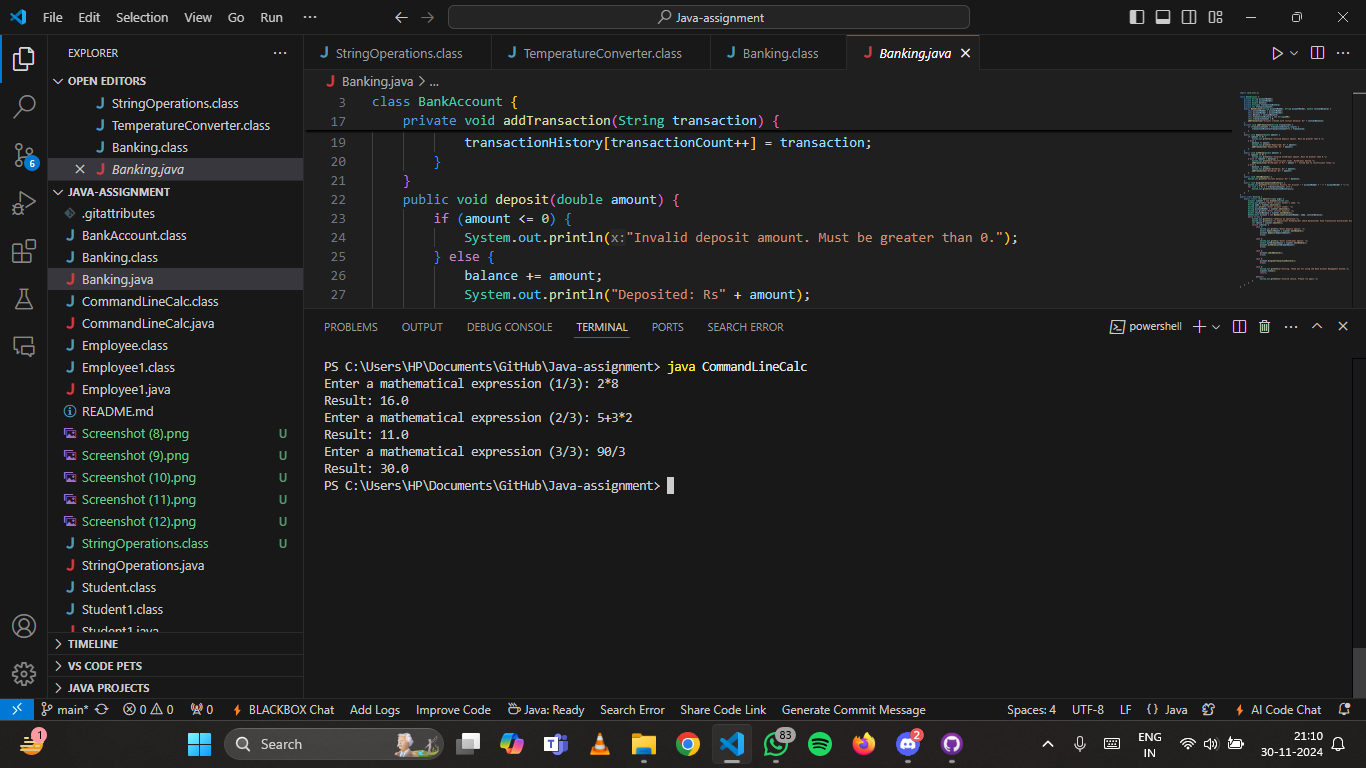 File Edit Selection View Go Run ··· Java-assignment
EXPLORER ···
OPEN EDITORS
StringOperations.class
TemperatureConverter.class
Banking.class
Banking.java
JAVA-ASSIGNMENT
.gitattributes
BankAccount.class
Banking.class
Banking.java
CommandLineCalc.class
CommandLineCalc.java
Employee.class
Employee1.class
Employee1.java
README.md
Screenshot (8).png U
Screenshot (9).png U
Screenshot (10).png U
Screenshot (11).png U
Screenshot (12).png U
StringOperations.class U
StringOperations.java
Student.class
Student1.class
Student1.java
TIMELINE
VS CODE PETS
JAVA PROJECTS
6
StringOperations.class TemperatureConverter.class Banking.class Banking.java
Banking.java > ...
3 class BankAccount {
17 private void addTransaction(String transaction) {
19 transactionHistory[transactionCount++] = transaction;
20 }
21 }
22 public void deposit(double amount) {
23 if (amount <= 0) {
24 System.out.println(x:"Invalid deposit amount. Must be greater than 0.");
25 } else {
26 balance += amount;
27 System.out.println("Deposited: Rs" + amount);
PROBLEMS OUTPUT DEBUG CONSOLE TERMINAL PORTS SEARCH ERROR powershell
PS C:\Users\HP\Documents\GitHub\Java-assignment> java CommandLineCalc
Enter a mathematical expression (1/3): 2*8
Result: 16.0
Enter a mathematical expression (2/3): 5+3*2
Result: 11.0
Enter a mathematical expression (3/3): 90/3
Result: 30.0
PS C:\Users\HP\Documents\GitHub\Java-assignment>
main* 0 0 0 BLACKBOX Chat Add Logs Improve Code Java: Ready Search Error Share Code Link Generate Commit Message Spaces: 4 UTF-8 LF {} Java AI Code Chat
1 Search 83 2 ENG IN 21:10
30-11-2024